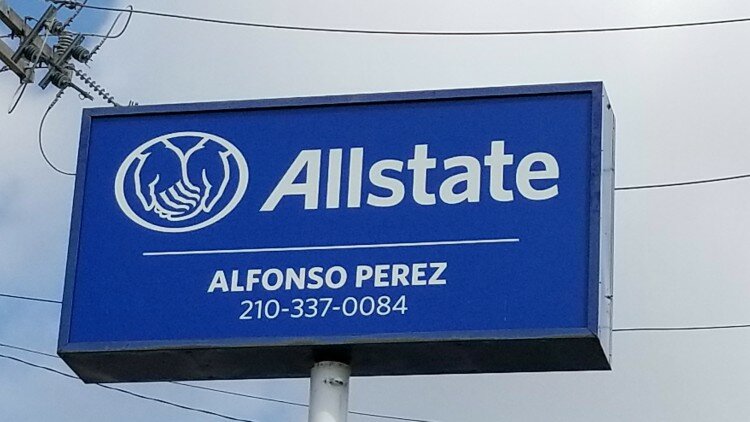 Allstate
ALFONSO PEREZ
210-337-0084